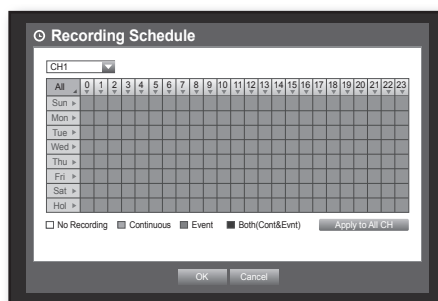 Recording Schedule
CH1
All 0 1 2 3 4 5 6 7 8 9 10 11 12 13 14 15 16 17 18 19 20 21 22 23
Sun
Mon
Tue
Wed
Thu
Fri
Sat
Hol
No Recording Continuous Event Both(Cont&Evnt) Apply to All CH
OK Cancel